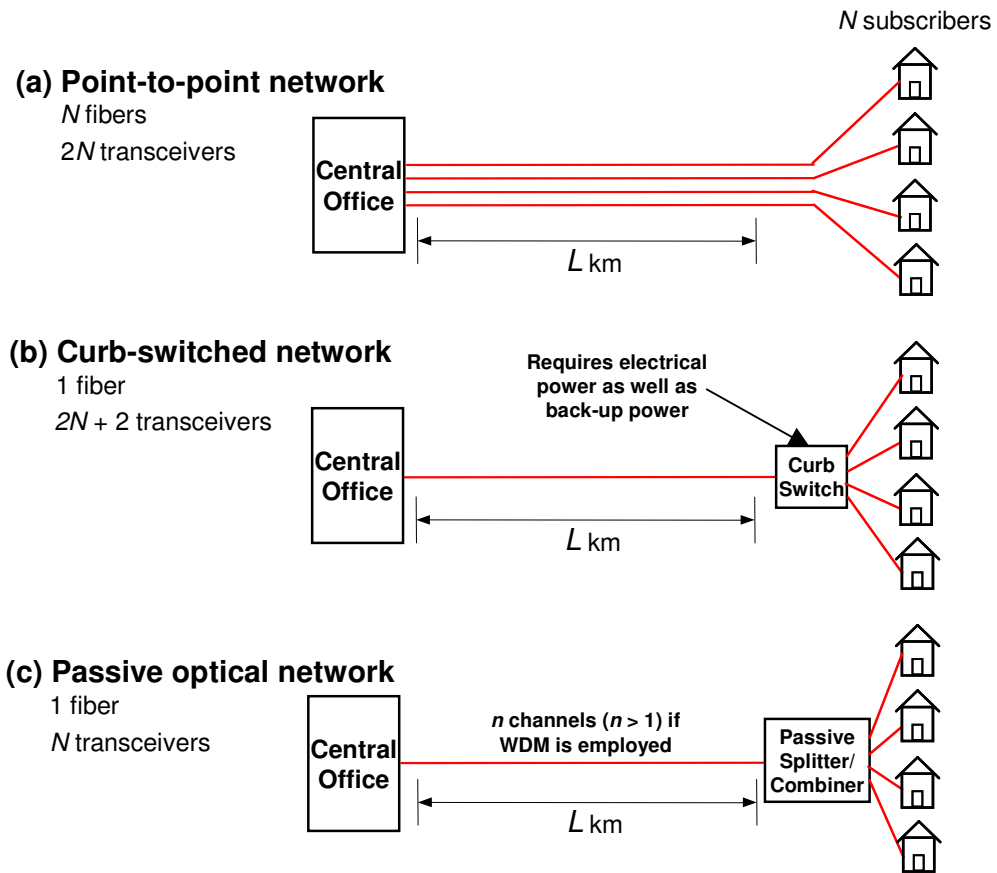 N subscribers
(a) Point-to-point network
N fibers
2N transceivers
Central
Office
L km
(b) Curb-switched network
1 fiber
2N + 2 transceivers
Requires electrical
power as well as
back-up power
Central
Office
Curb
Switch
L km
(c) Passive optical network
1 fiber
N transceivers
n channels (n > 1) if
WDM is employed
Central
Office
Passive
Splitter/
Combiner
L km